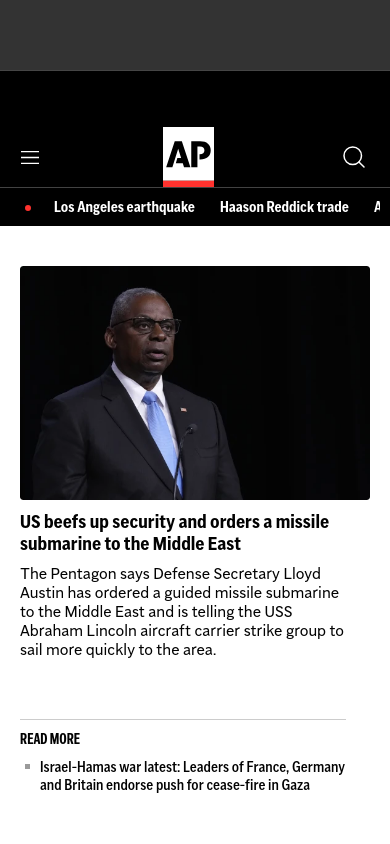 AP
Los Angeles earthquake
Haason Reddick trade
US beefs up security and orders a missile
submarine to the Middle East
The Pentagon says Defense Secretary Lloyd
Austin has ordered a guided missile submarine
to the Middle East and is telling the USS
Abraham Lincoln aircraft carrier strike group to
sail more quickly to the area.
READ MORE
Israel-Hamas war latest: Leaders of France, Germany
and Britain endorse push for cease-fire in Gaza